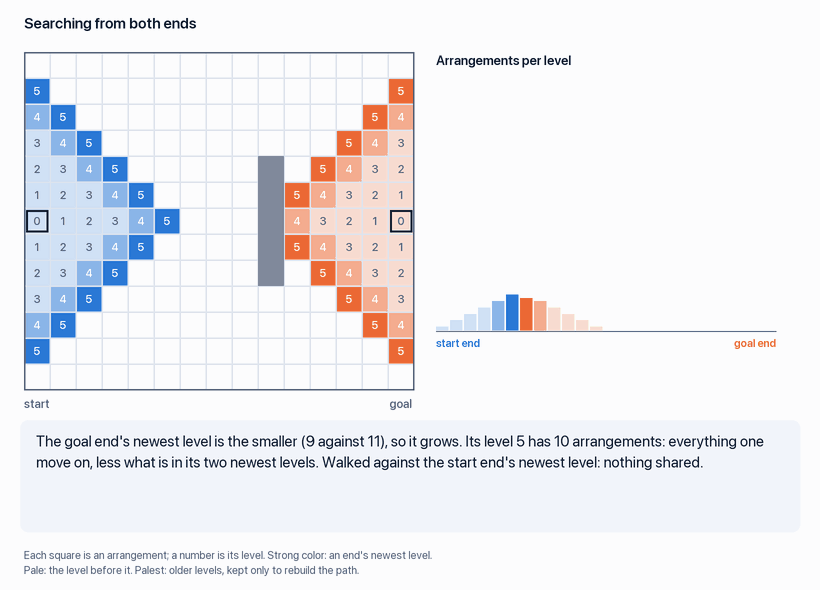 Searching from both ends
Arrangements per level
5 5
4 5 5 4
3 4 5 5 4 3
2 3 4 5 5 4 3 2
1 2 3 4 5 5 4 3 2 1
0 1 2 3 4 5 4 3 2 1 0
1 2 3 4 5 5 4 3 2 1
2 3 4 5 5 4 3 2
3 4 5 5 4 3
4 5 5 4
5 5
start end goal end
start goal
The goal end's newest level is the smaller (9 against 11), so it grows. Its level 5 has 10 arrangements: everything one
move on, less what is in its two newest levels. Walked against the start end's newest level: nothing shared.
Each square is an arrangement; a number is its level. Strong color: an end's newest level.
Pale: the level before it. Palest: older levels, kept only to rebuild the path.